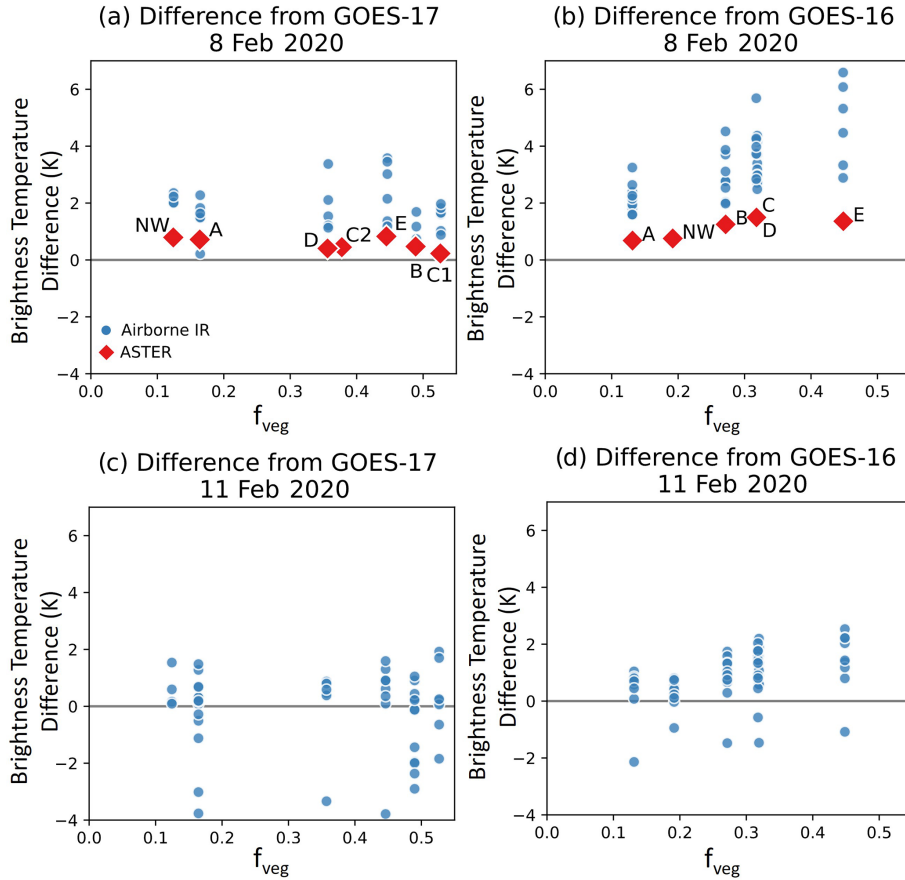 (a) Difference from GOES-17
8 Feb 2020
Brightness Temperature
Difference (K)
6
4
2
0
−2
−4
NW
A
D
C2
E
B
C1
Airborne IR
ASTER
0.0 0.1 0.2 0.3 0.4 0.5
fveg
(b) Difference from GOES-16
8 Feb 2020
Brightness Temperature
Difference (K)
6
4
2
0
−2
−4
A
NW
B
C
D
E
0.0 0.1 0.2 0.3 0.4 0.5
fveg
(c) Difference from GOES-17
11 Feb 2020
Brightness Temperature
Difference (K)
6
4
2
0
−2
−4
0.0 0.1 0.2 0.3 0.4 0.5
fveg
(d) Difference from GOES-16
11 Feb 2020
Brightness Temperature
Difference (K)
6
4
2
0
−2
−4
0.0 0.1 0.2 0.3 0.4 0.5
fveg